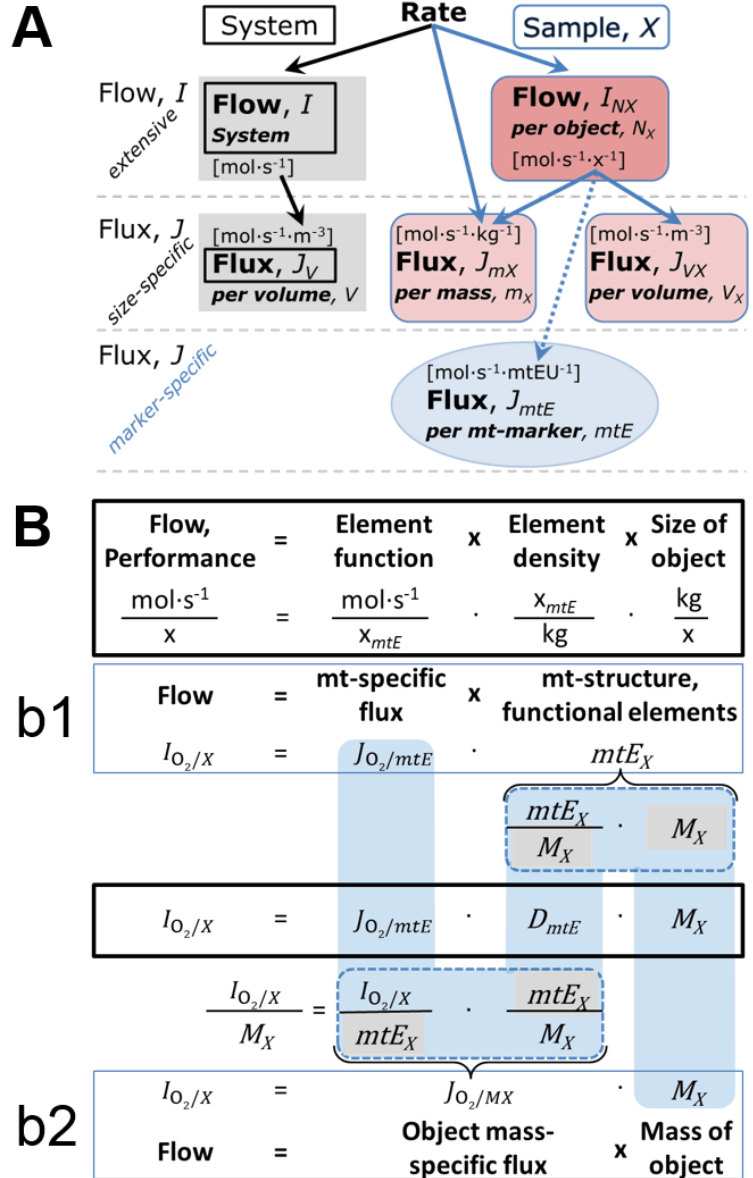 A
Rate
System
Sample, X
Flow, I
extensive
Flow, I
System
[mol·s⁻¹]
Flow, I_NX
per object, N_X
[mol·s⁻¹·x⁻¹]
Flux, J
size-specific
[mol·s⁻¹·m⁻³]
Flux, J_V
per volume, V
[mol·s⁻¹·kg⁻¹]
Flux, J_mX
per mass, m_X
[mol·s⁻¹·m⁻³]
Flux, J_VX
per volume, V_X
Flux, J
marker-specific
[mol·s⁻¹·mtEU⁻¹]
Flux, J_mtE
per mt-marker, mtE
B
Flow, Element Element Size of
Performance = function x density x object
mol·s⁻¹ mol·s⁻¹ x_mtE kg
= · ·
x x_mtE kg x
b1
mt-specific mt-structure,
Flow = flux x functional elements
I_O₂/X = J_O₂/mtE · mtE_X
mtE_X
· M_X
M_X
I_O₂/X = J_O₂/mtE · D_mtE · M_X
I_O₂/X I_O₂/X mtE_X
= ·
M_X mtE_X M_X
b2
I_O₂/X = J_O₂/MX · M_X
Object mass- Mass of
Flow = specific flux x object